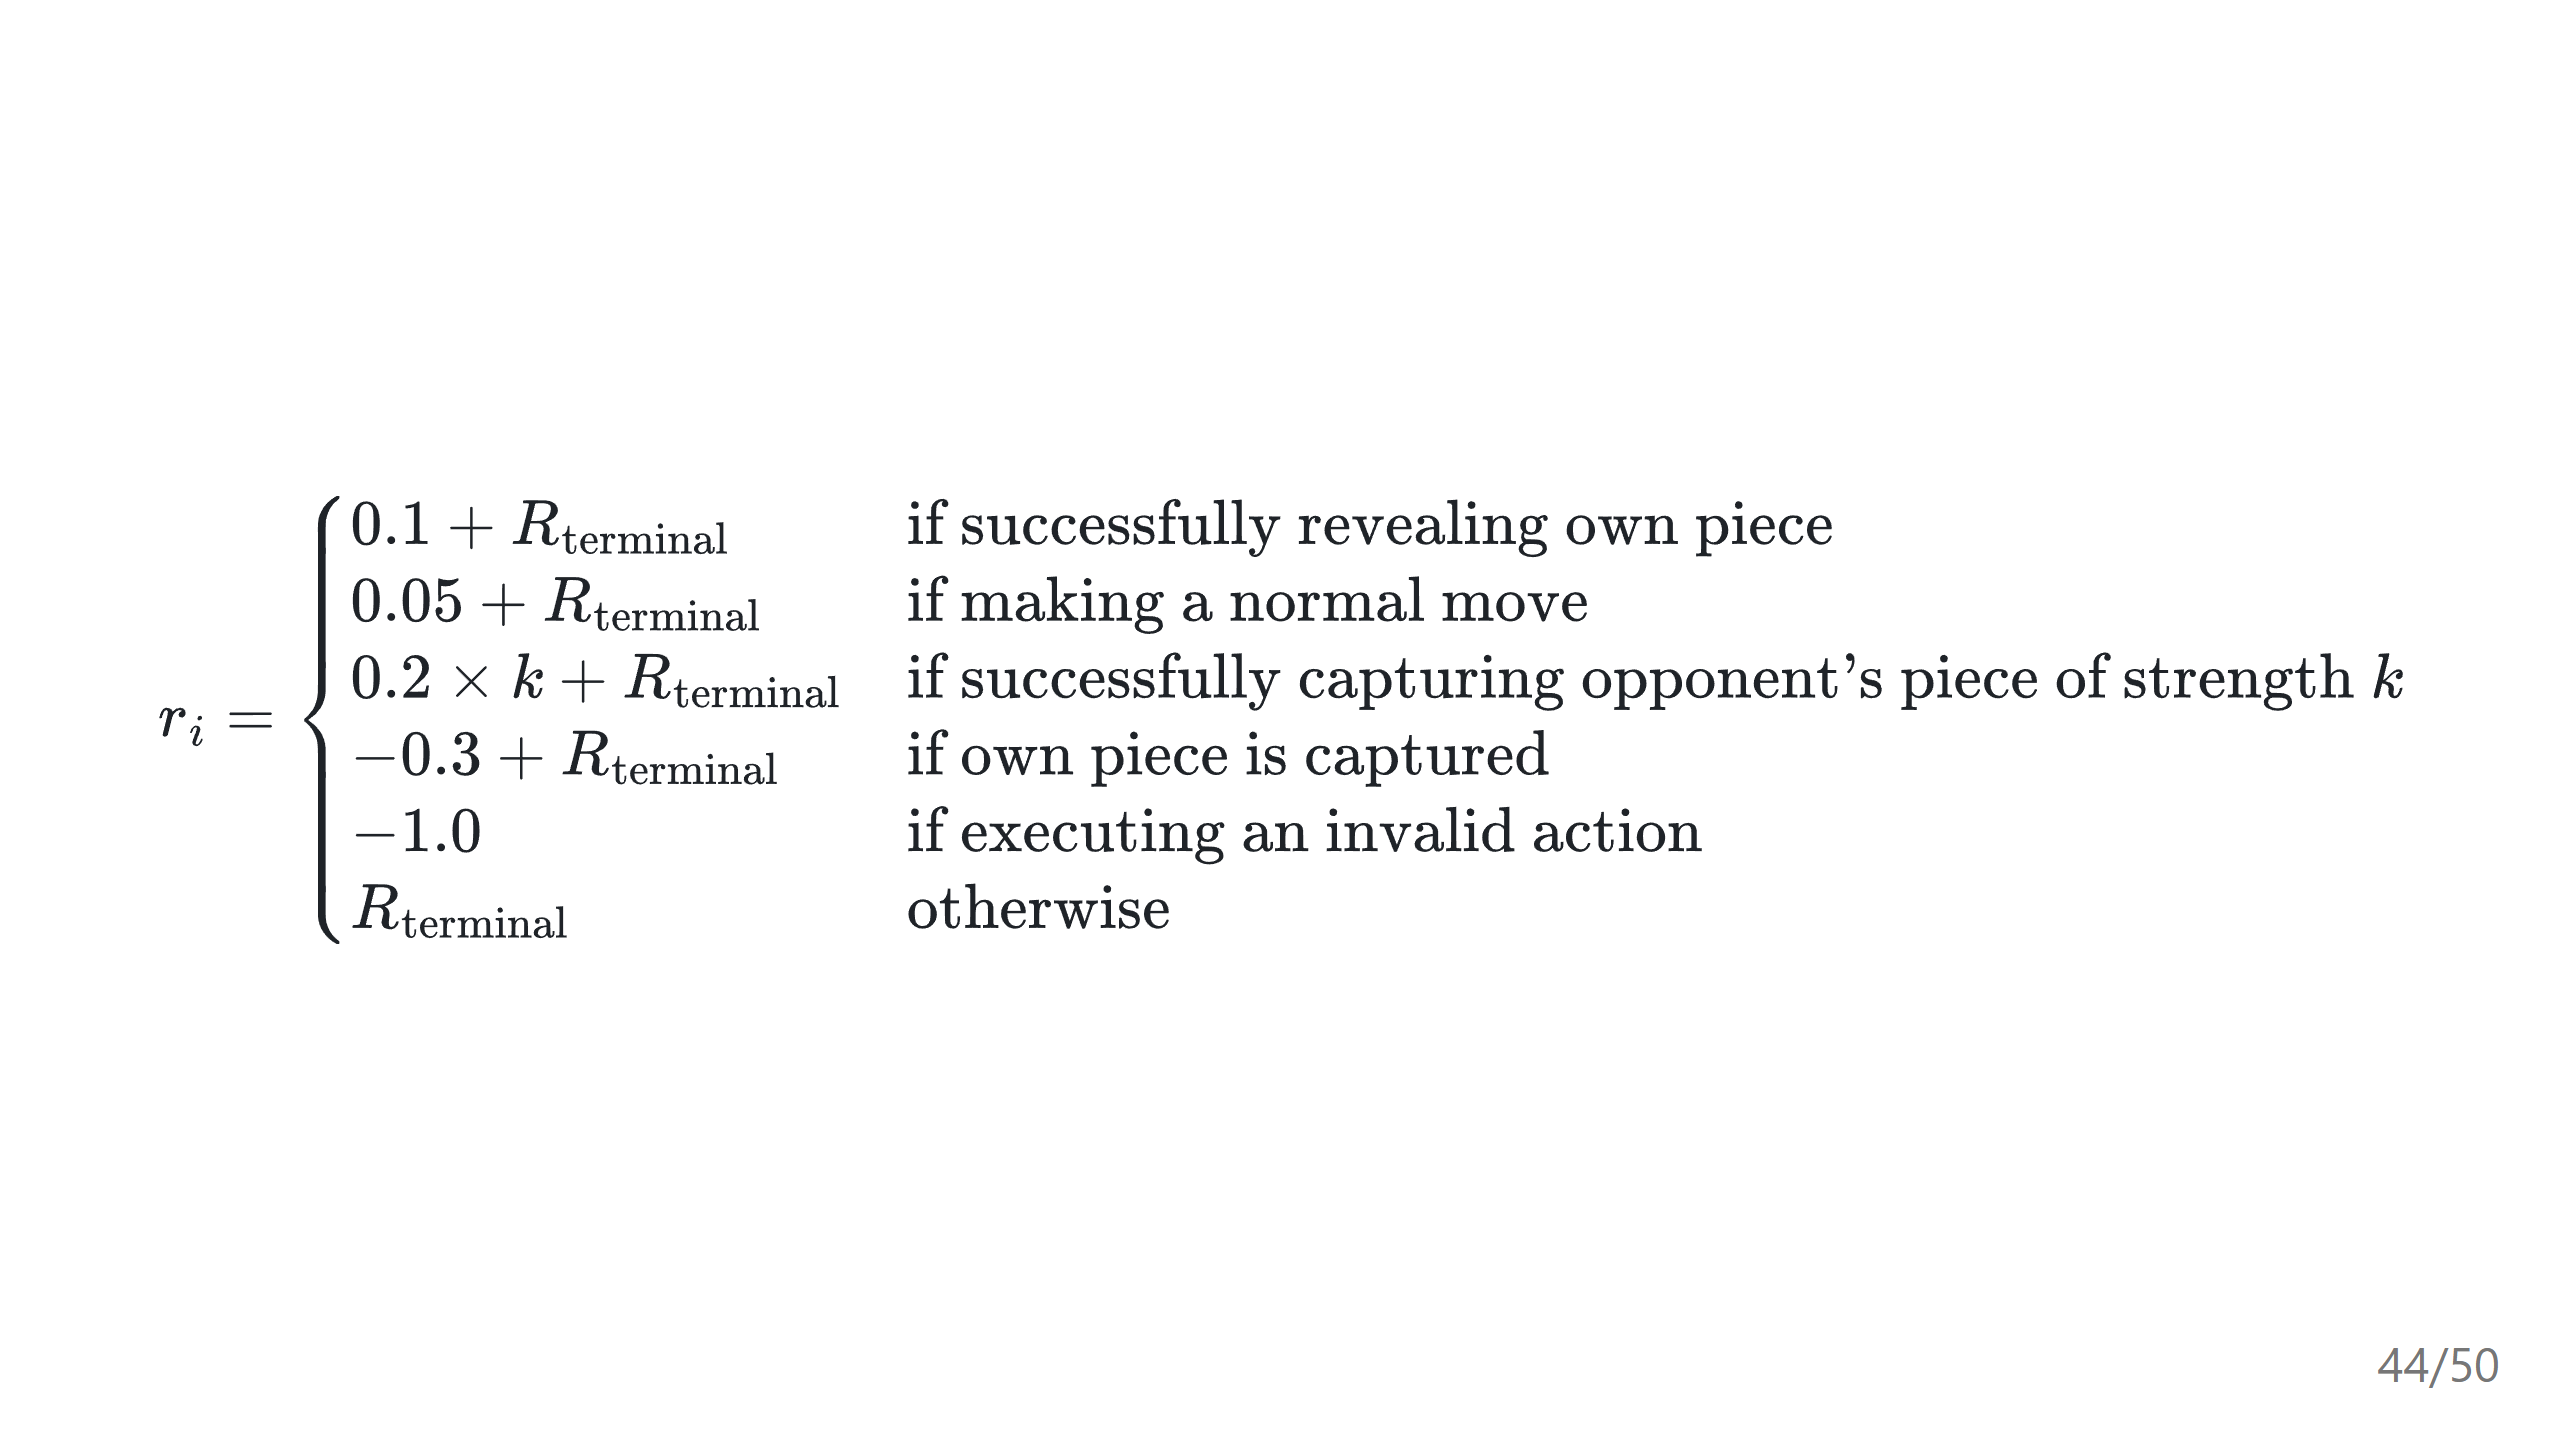 r_i = { 0.1 + R_terminal if successfully revealing own piece
0.05 + R_terminal if making a normal move
0.2 × k + R_terminal if successfully capturing opponent’s piece of strength k
−0.3 + R_terminal if own piece is captured
−1.0 if executing an invalid action
R_terminal otherwise
44/50